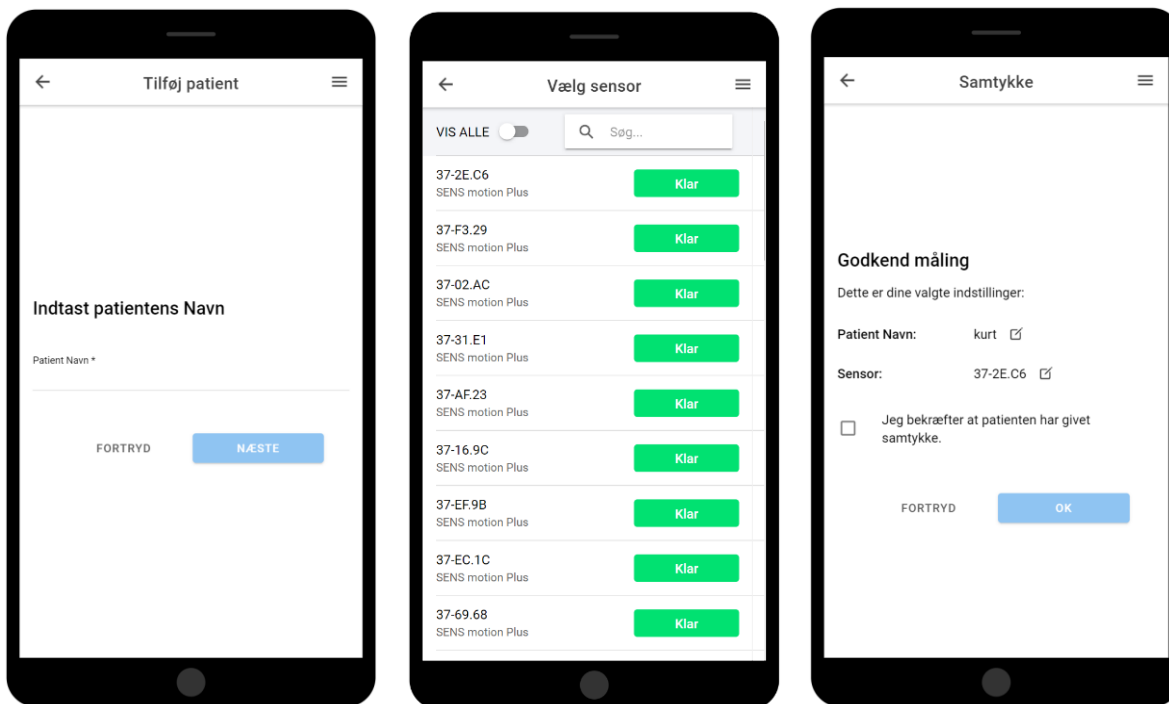 Tilføj patient
Indtast patientens Navn
Patient Navn *
FORTRYD NÆSTE
Vælg sensor
VIS ALLE Søg...
37-2E.C6
SENS motion Plus
Klar
37-F3.29
SENS motion Plus
Klar
37-02.AC
SENS motion Plus
Klar
37-31.E1
SENS motion Plus
Klar
37-AF.23
SENS motion Plus
Klar
37-16.9C
SENS motion Plus
Klar
37-EF.9B
SENS motion Plus
Klar
37-EC.1C
SENS motion Plus
Klar
37-69.68
SENS motion Plus
Klar
Samtykke
Godkend måling
Dette er dine valgte indstillinger:
Patient Navn: kurt
Sensor: 37-2E.C6
Jeg bekræfter at patienten har givet
samtykke.
FORTRYD OK